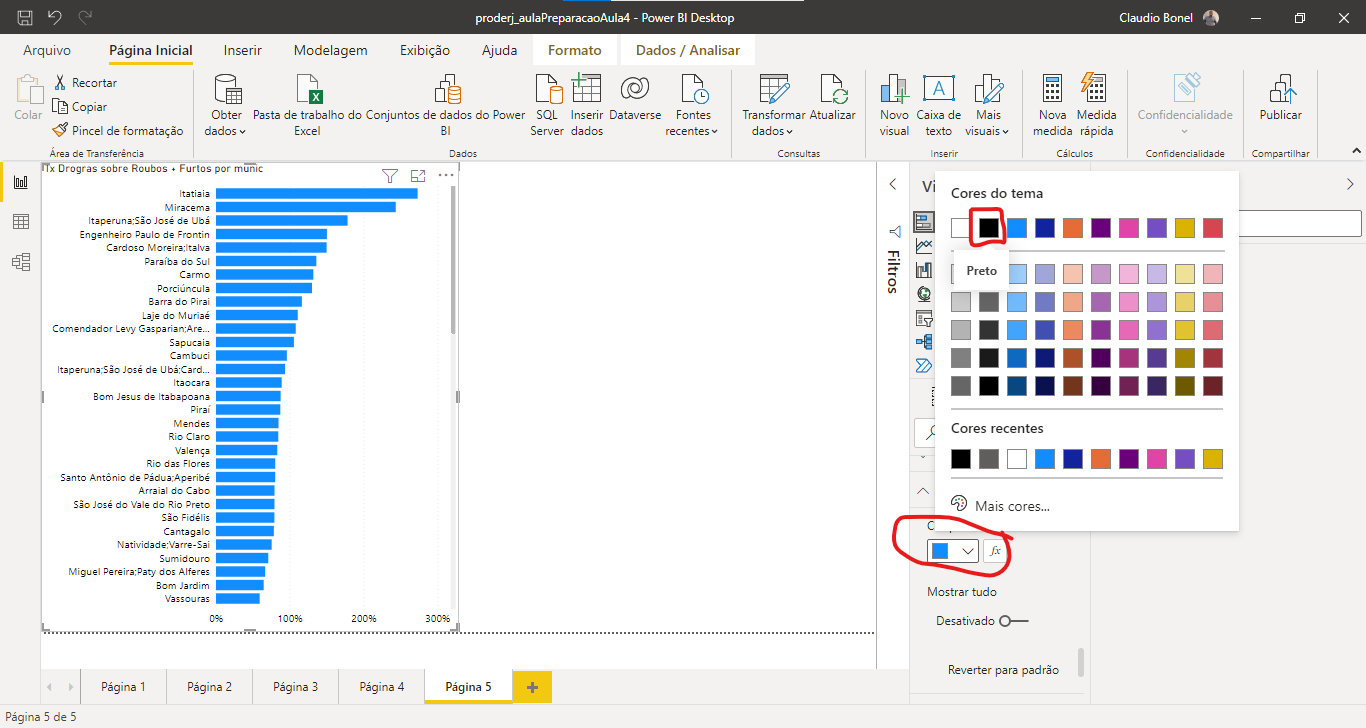 proderj_aulaPreparacaoAula4 - Power BI Desktop
Claudio Bonel
Arquivo
Página Inicial
Inserir
Modelagem
Exibição
Ajuda
Formato
Dados / Analisar
Colar
Recortar
Copiar
Pincel de formatação
Área de Transferência
Obter
dados
Pasta de trabalho do
Excel
Conjuntos de dados do Power
BI
SQL
Server
Inserir
dados
Dataverse
Fontes
recentes
Dados
Transformar
dados
Atualizar
Consultas
Novo
visual
Caixa de
texto
Mais
visuais
Inserir
Nova
medida
Medida
rápida
Cálculos
Confidencialidade
Confidencialidade
Publicar
Compartilhar
Tx Drogras sobre Roubos + Furtos por munic
Itatiaia
Miracema
Itaperuna;São José de Ubá
Engenheiro Paulo de Frontin
Cardoso Moreira;Italva
Paraíba do Sul
Carmo
Porciúncula
Barra do Piraí
Laje do Muriaé
Comendador Levy Gasparian;Are...
Sapucaia
Cambuci
Itaperuna;São José de Ubá;Card...
Itaocara
Bom Jesus de Itabapoana
Piraí
Mendes
Rio Claro
Valença
Rio das Flores
Santo Antônio de Pádua;Aperibé
Arraial do Cabo
São José do Vale do Rio Preto
São Fidélis
Cantagalo
Natividade;Varre-Sai
Sumidouro
Miguel Pereira;Paty dos Alferes
Bom Jardim
Vassouras
0%
100%
200%
300%
Filtros
Cores do tema
Preto
Cores recentes
Mais cores...
fx
Mostrar tudo
Desativado
Reverter para padrão
Página 1
Página 2
Página 3
Página 4
Página 5
Página 5 de 5